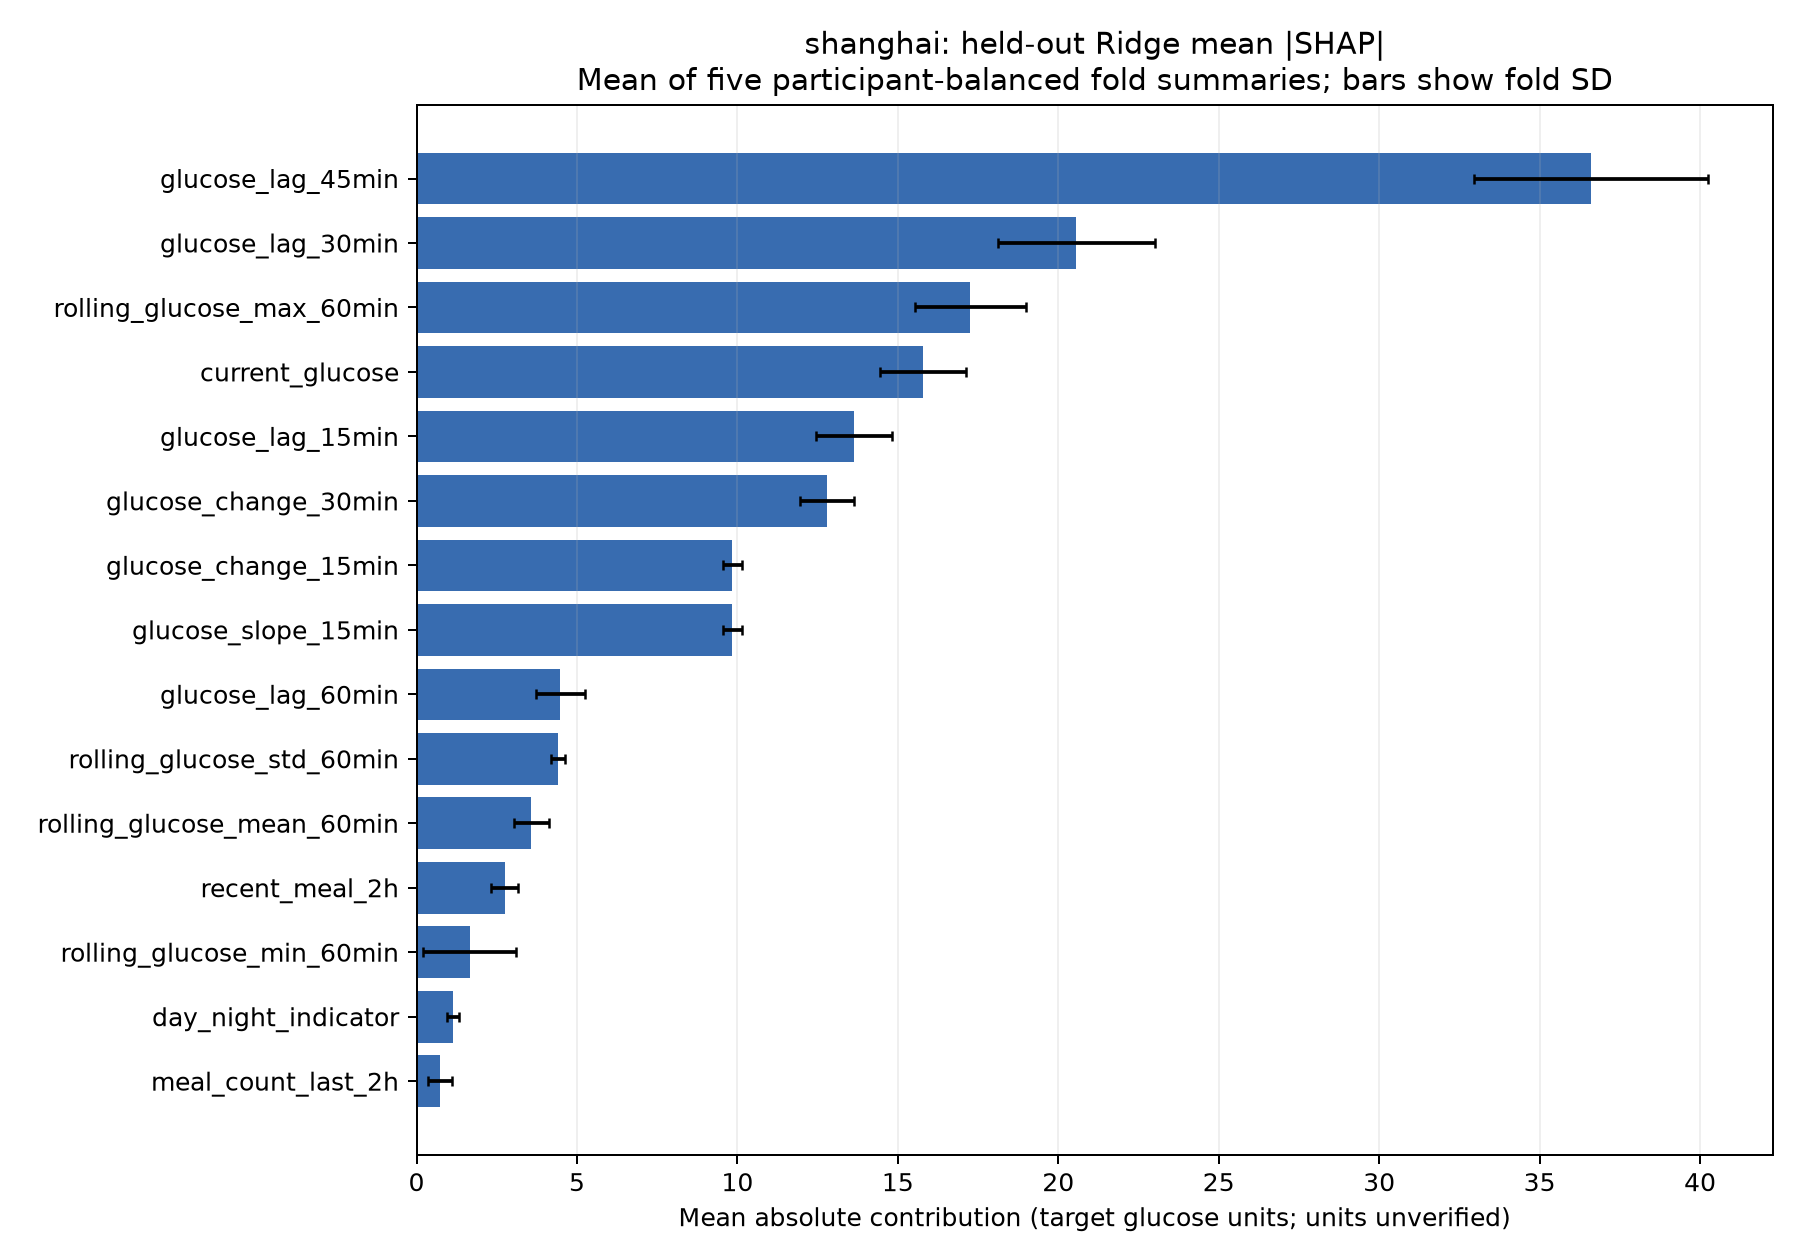 shanghai: held-out Ridge mean |SHAP|
Mean of five participant-balanced fold summaries; bars show fold SD
glucose_lag_45min
glucose_lag_30min
rolling_glucose_max_60min
current_glucose
glucose_lag_15min
glucose_change_30min
glucose_change_15min
glucose_slope_15min
glucose_lag_60min
rolling_glucose_std_60min
rolling_glucose_mean_60min
recent_meal_2h
rolling_glucose_min_60min
day_night_indicator
meal_count_last_2h
0 5 10 15 20 25 30 35 40
Mean absolute contribution (target glucose units; units unverified)